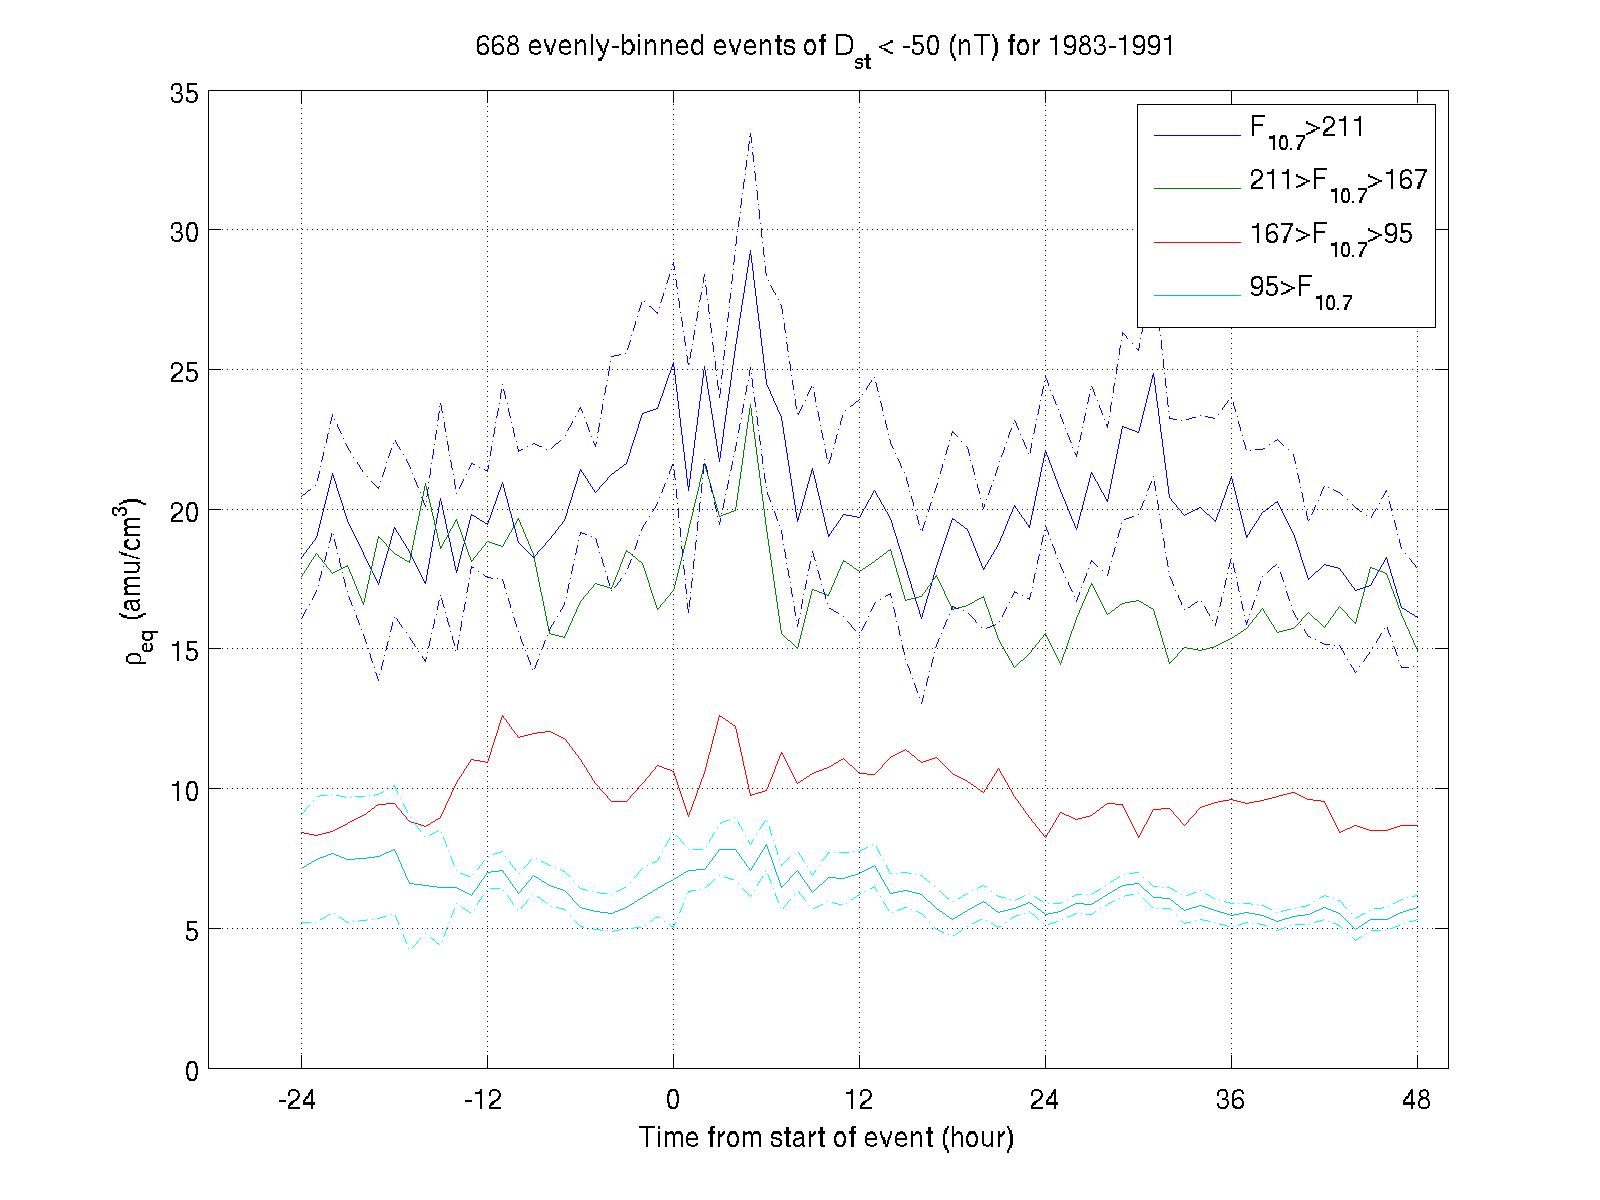 668 evenly-binned events of D_st < -50 (nT) for 1983-1991
35
30
25
20
15
10
5
0
ρ_eq (amu/cm^3)
F_10.7>211
211>F_10.7>167
167>F_10.7>95
95>F_10.7
-24 -12 0 12 24 36 48
Time from start of event (hour)